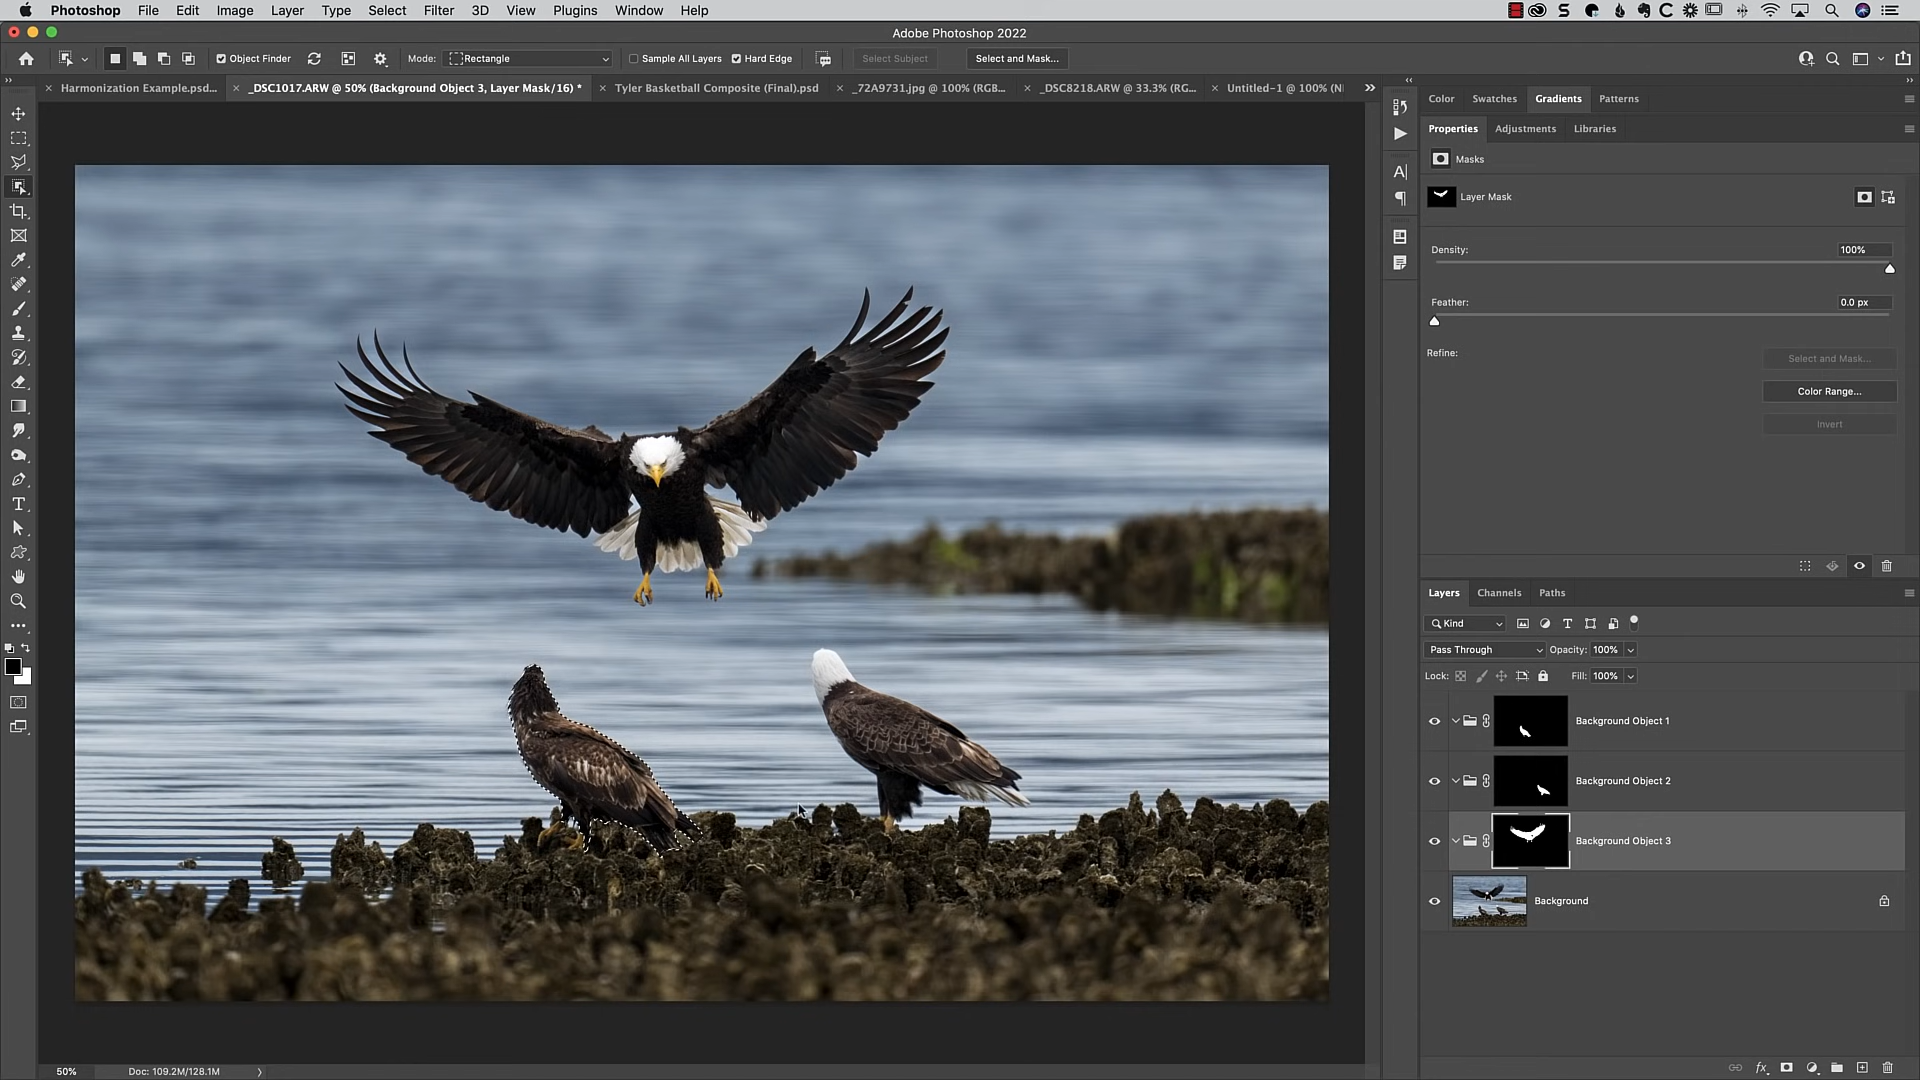 Photoshop File Edit Image Layer Type Select Filter 3D View Plugins Window Help
Adobe Photoshop 2022
Object Finder Mode: Rectangle Sample All Layers Hard Edge Select Subject Select and Mask...
Harmonization Example.psd... _DSC1017.ARW @ 50% (Background Object 3, Layer Mask/16) * Tyler Basketball Composite (Final).psd _72A9731.jpg @ 100% (RGB... _DSC8218.ARW @ 33.3% (RG... Untitled-1 @ 100% (N
Color Swatches Gradients Patterns
Properties Adjustments Libraries
Masks
Layer Mask
Density: 100%
Feather: 0.0 px
Refine:
Select and Mask...
Color Range...
Invert
Layers Channels Paths
Kind
Pass Through Opacity: 100%
Lock: Fill: 100%
Background Object 1
Background Object 2
Background Object 3
Background
50% Doc: 109.2M/128.1M